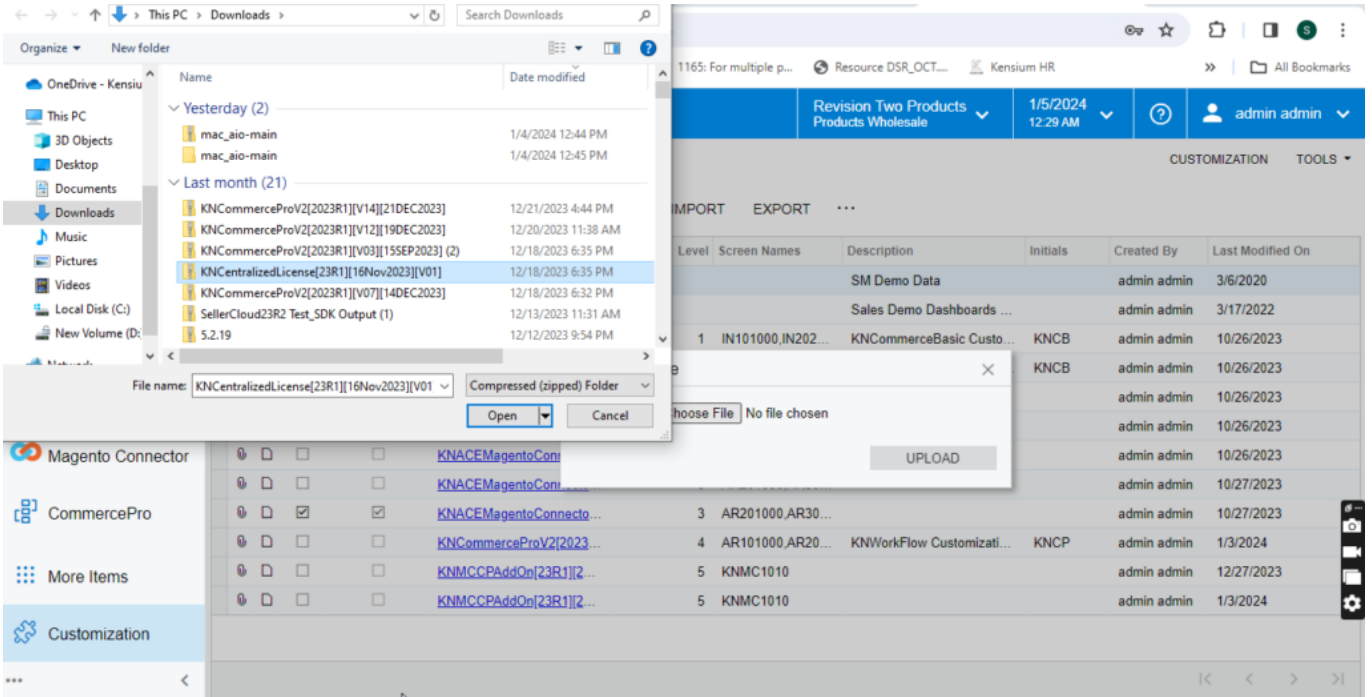 This PC > Downloads >
Search Downloads
Organize
New folder
OneDrive - Kensiu
This PC
3D Objects
Desktop
Documents
Downloads
Music
Pictures
Videos
Local Disk (C:)
New Volume (D:
Network
Name
Date modified
Yesterday (2)
mac_aio-main 1/4/2024 12:44 PM
mac_aio-main 1/4/2024 12:45 PM
Last month (21)
KNCommerceProV2[2023R1][V14][21DEC2023] 12/21/2023 4:44 PM
KNCommerceProV2[2023R1][V12][19DEC2023] 12/20/2023 11:38 AM
KNCommerceProV2[2023R1][V03][15SEP2023] (2) 12/18/2023 6:35 PM
KNCentralizedLicense[23R1][16Nov2023][V01] 12/18/2023 6:35 PM
KNCommerceProV2[2023R1][V07][14DEC2023] 12/18/2023 6:32 PM
SellerCloud23R2 Test_SDK Output (1) 12/13/2023 11:31 AM
5.2.19 12/12/2023 9:54 PM
File name: KNCentralizedLicense[23R1][16Nov2023][V01
Compressed (zipped) Folder
Open
Cancel
S
1165: For multiple p...
Resource DSR_OCT....
Kensium HR
» All Bookmarks
Revision Two Products
Products Wholesale
1/5/2024
12:29 AM
? admin admin
CUSTOMIZATION TOOLS
IMPORT EXPORT ...
Level Screen Names Description Initials Created By Last Modified On
SM Demo Data admin admin 3/6/2020
Sales Demo Dashboards ... admin admin 3/17/2022
1 IN101000,IN202... KNCommerceBasic Custo... KNCB admin admin 10/26/2023
KNCB admin admin 10/26/2023
admin admin 10/26/2023
admin admin 10/26/2023
e
hoose File No file chosen
UPLOAD
Magento Connector
CommercePro
More Items
Customization
KNACEMagentoConn admin admin 10/26/2023
KNACEMagentoConn admin admin 10/27/2023
KNACEMagentoConnecto... 3 AR201000,AR30... admin admin 10/27/2023
KNCommerceProV2[2023... 4 AR101000,AR20... KNWorkFlow Customizati... KNCP admin admin 1/3/2024
KNMCCPAddOn[23R1][2... 5 KNMC1010 admin admin 12/27/2023
KNMCCPAddOn[23R1][2... 5 KNMC1010 admin admin 1/3/2024